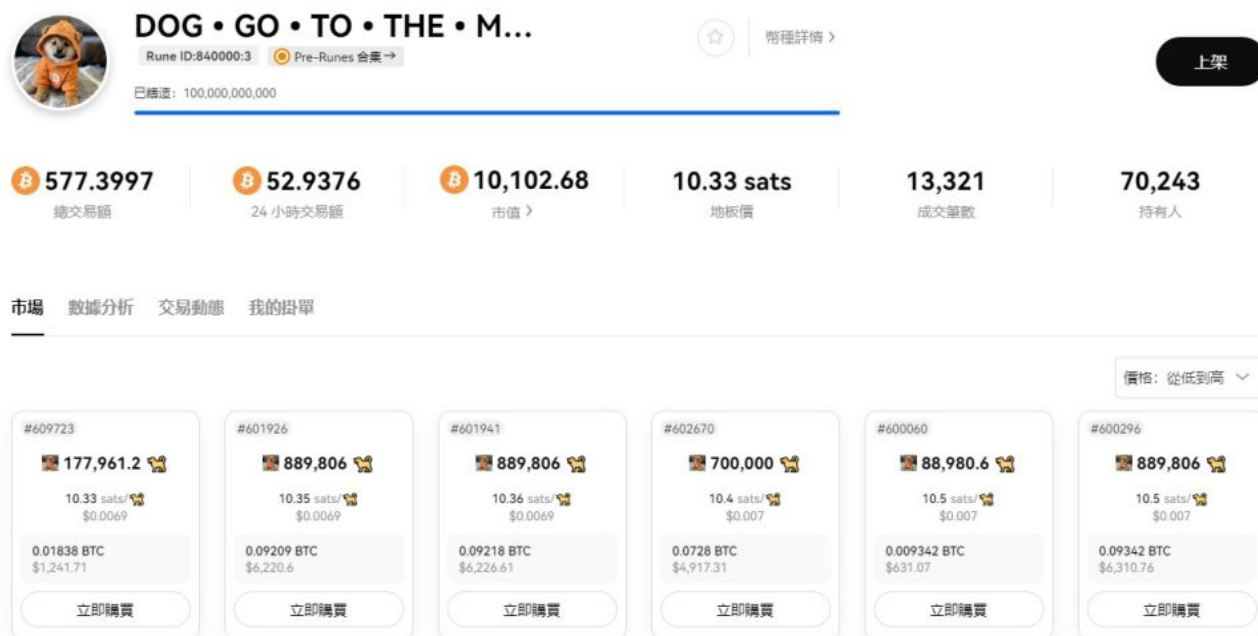 DOG • GO • TO • THE • M...
幣種詳情 >
上架
Rune ID:840000:3 Pre-Runes 合集→
已鑄造：100,000,000,000
577.3997 52.9376 10,102.68 10.33 sats 13,321 70,243
總交易額 24 小時交易額 市值 > 地板價 成交筆數 持有人
市場 數據分析 交易動態 我的掛單
價格：從低到高
#609723 #601926 #601941 #602670 #600060 #600296
177,961.2 889,806 889,806 700,000 88,980.6 889,806
10.33 sats/ 10.35 sats/ 10.36 sats/ 10.4 sats/ 10.5 sats/ 10.5 sats/
$0.0069 $0.0069 $0.0069 $0.007 $0.007 $0.007
0.01838 BTC 0.09209 BTC 0.09218 BTC 0.0728 BTC 0.009342 BTC 0.09342 BTC
$1,241.71 $6,220.6 $6,226.61 $4,917.31 $631.07 $6,310.76
立即購買 立即購買 立即購買 立即購買 立即購買 立即購買